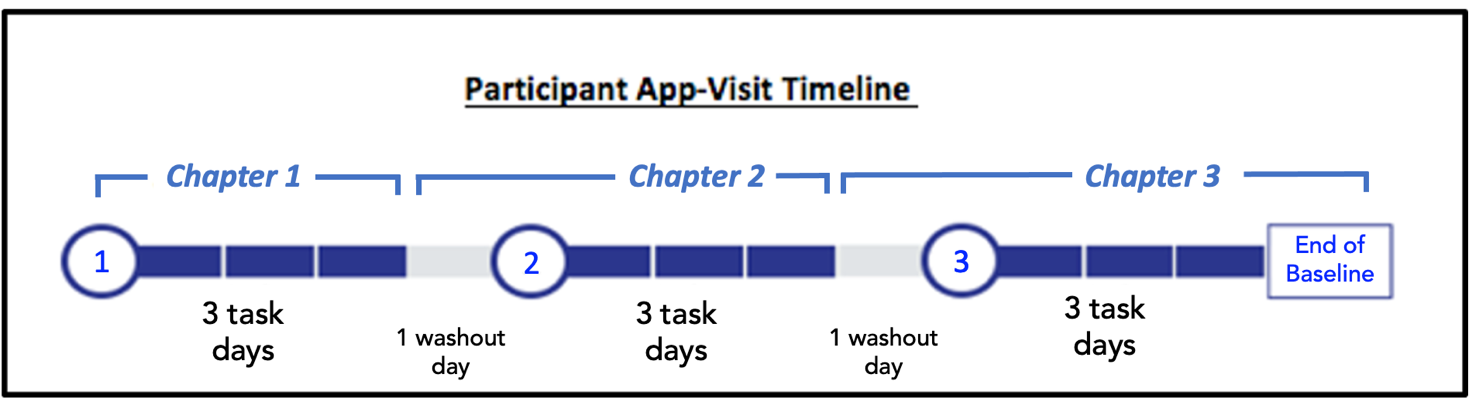 Participant App-Visit Timeline
Chapter 1
Chapter 2
Chapter 3
1
2
3
End of
Baseline
3 task
days
1 washout
day
3 task
days
1 washout
day
3 task
days